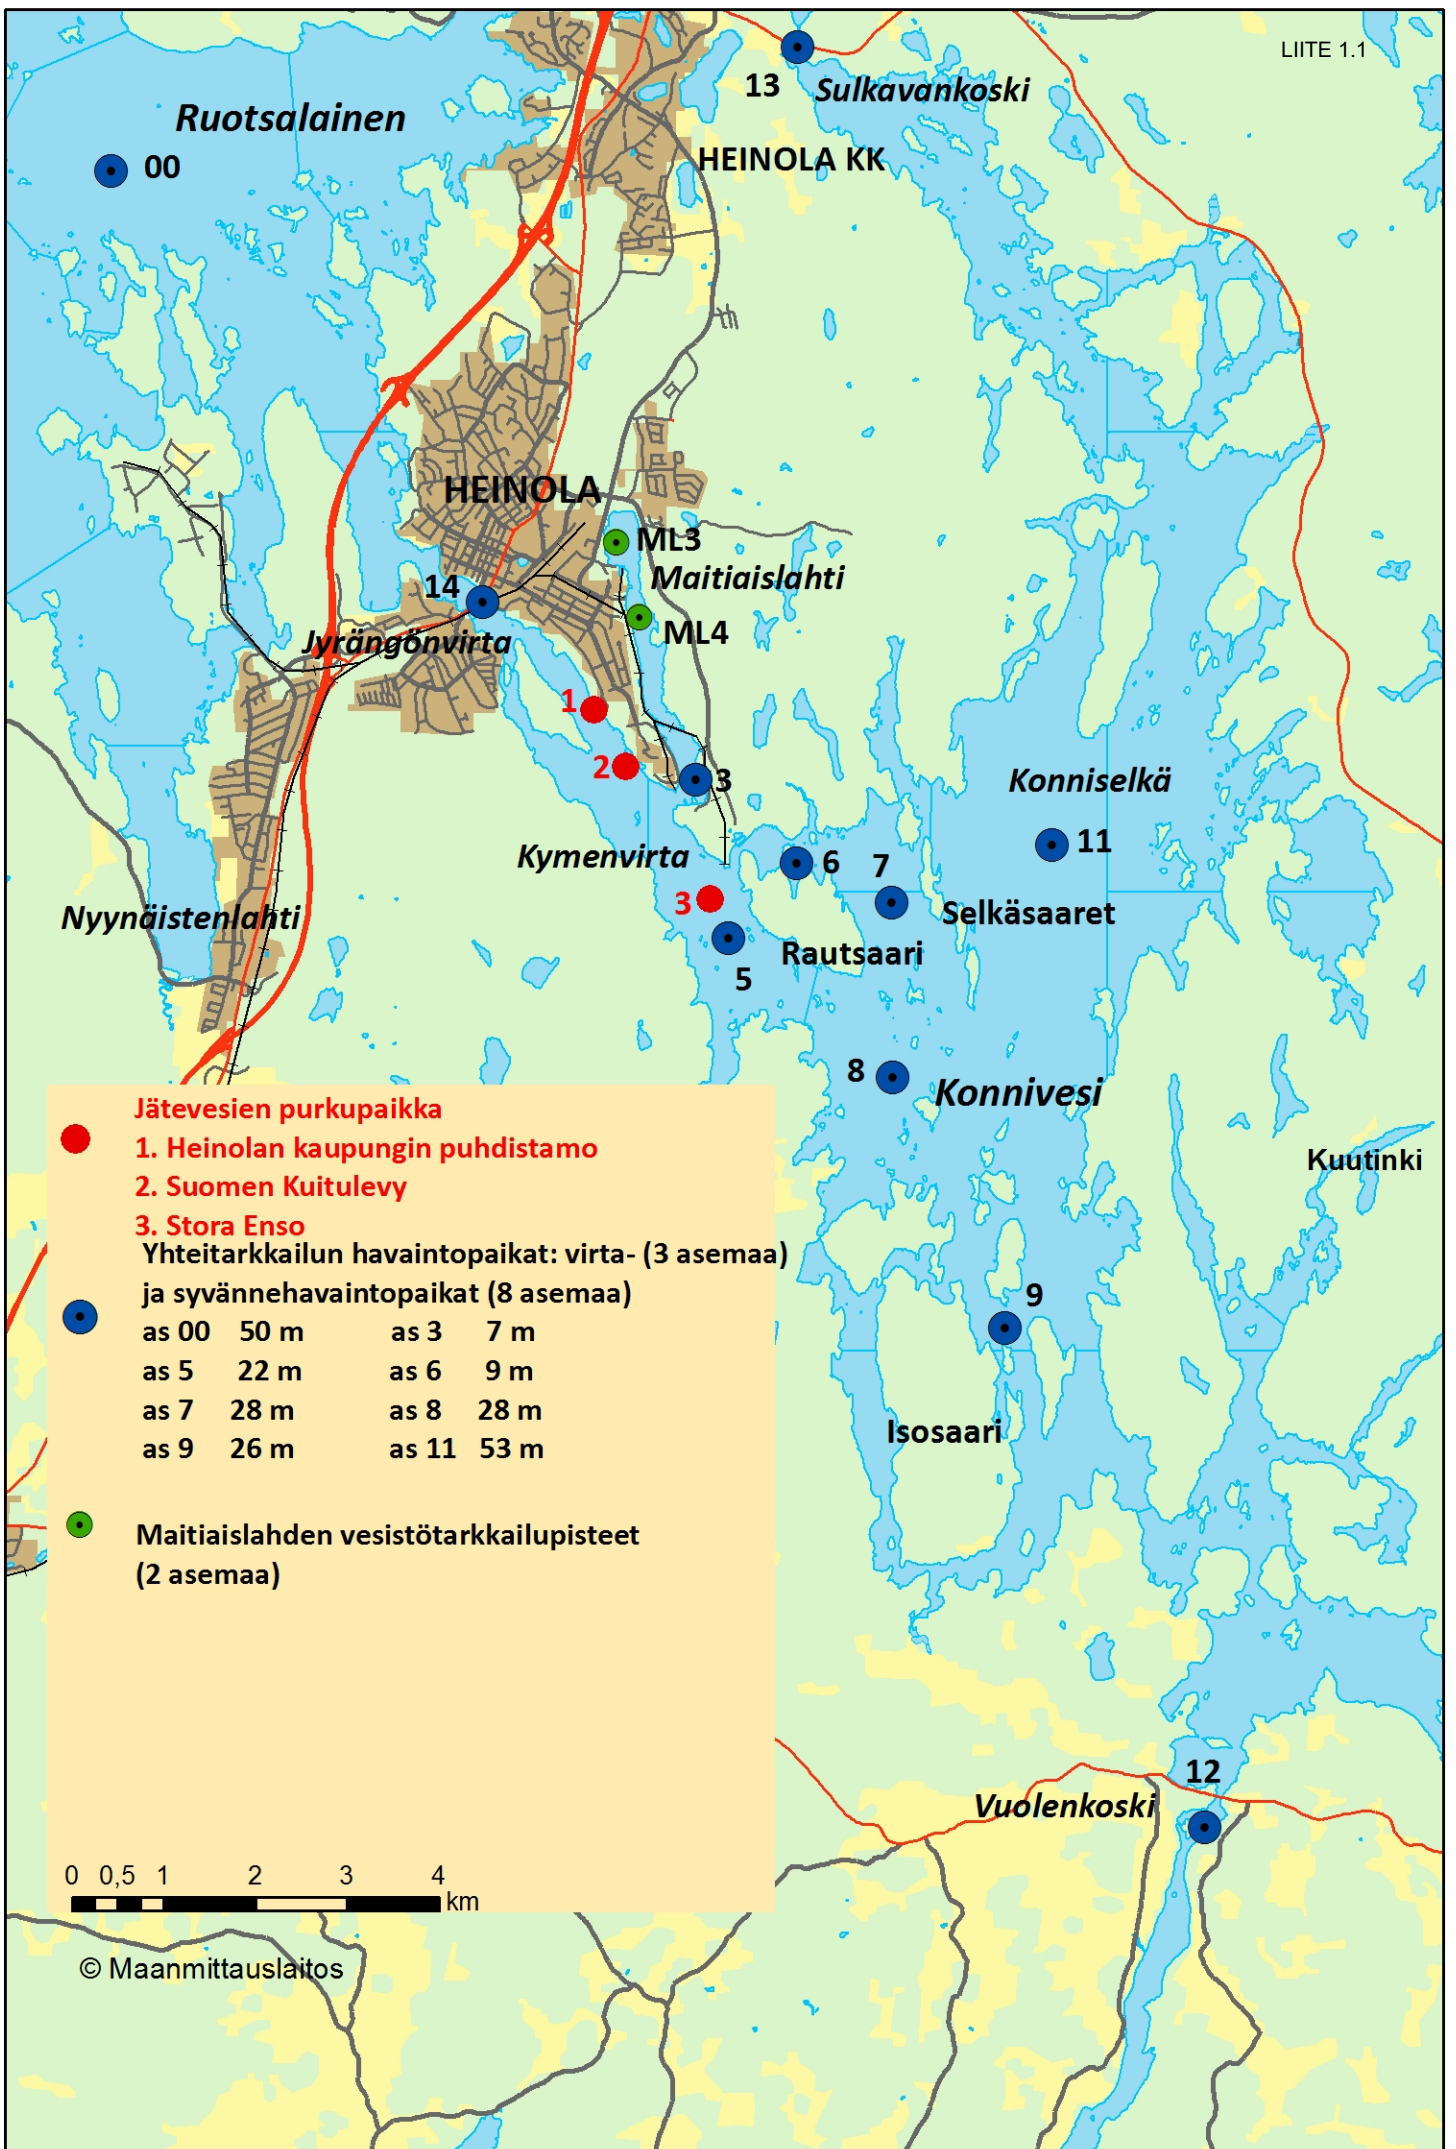 LIITE 1.1
13 Sulkavankoski
Ruotsalainen
00
HEINOLA KK
HEINOLA
ML3
Maitiaislahti
14
ML4
Jyrängönvirta
1
2
3
Konniselkä
11
Kymenvirta
6
7
3
Selkäsaaret
Nyynäistenlahti
Rautsaari
5
8
Konnivesi
Jätevesien purkupaikka
1. Heinolan kaupungin puhdistamo
2. Suomen Kuitulevy
3. Stora Enso
Kuutinki
Yhteitarkkailun havaintopaikat: virta- (3 asemaa)
ja syvännehavaintopaikat (8 asemaa)
9
as 00 50 m as 3 7 m
as 5 22 m as 6 9 m
as 7 28 m as 8 28 m
as 9 26 m as 11 53 m
Isosaari
Maitiaislahden vesistötarkkailupisteet
(2 asemaa)
12
Vuolenkoski
0 0,5 1 2 3 4
km
© Maanmittauslaitos